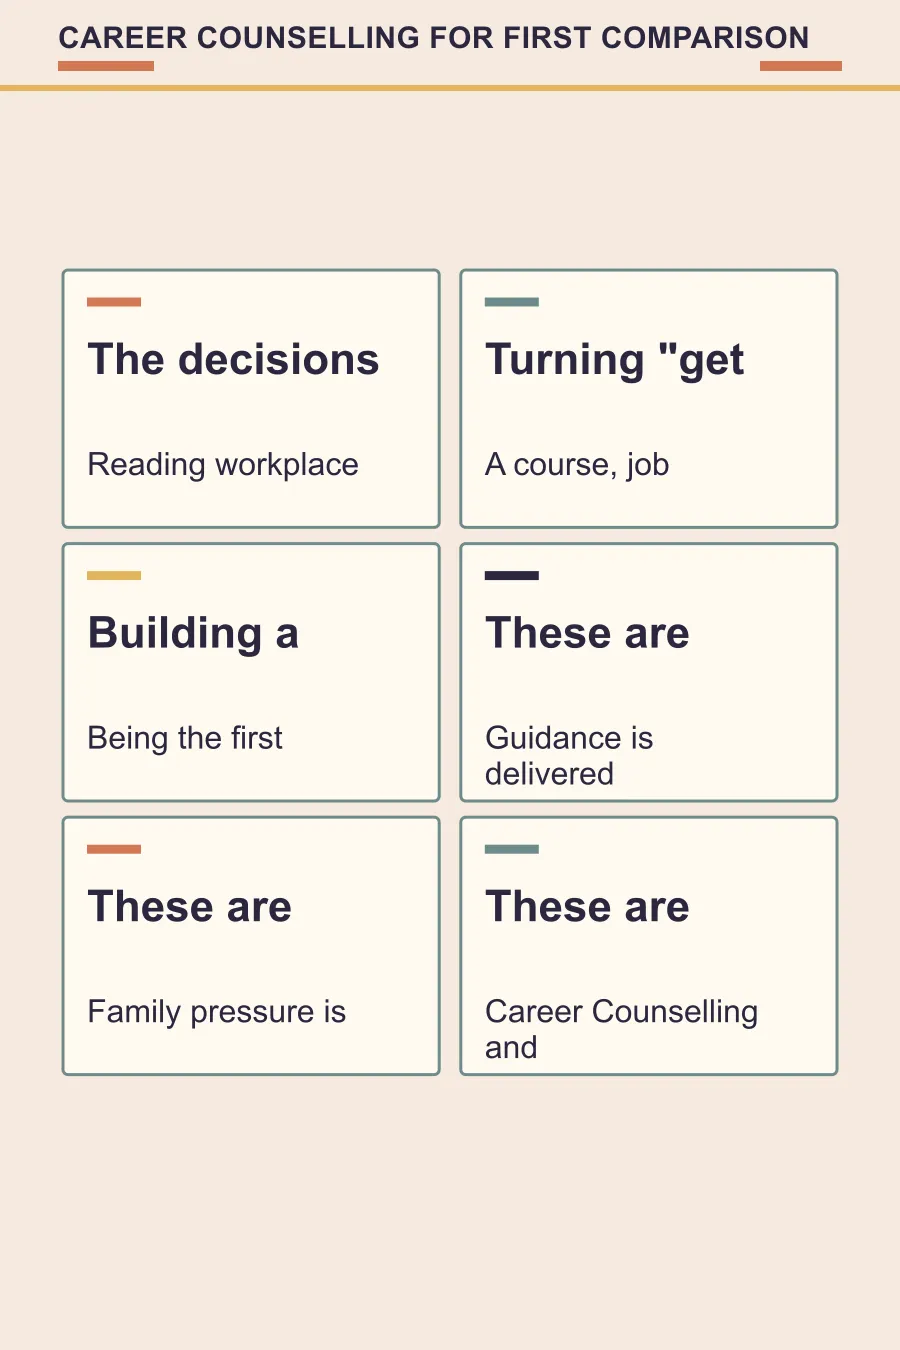 CAREER COUNSELLING FOR FIRST COMPARISON
The decisions
Reading workplace
Turning "get
A course, job
Building a
Being the first
These are
Guidance is
delivered
These are
Family pressure is
These are
Career Counselling
and